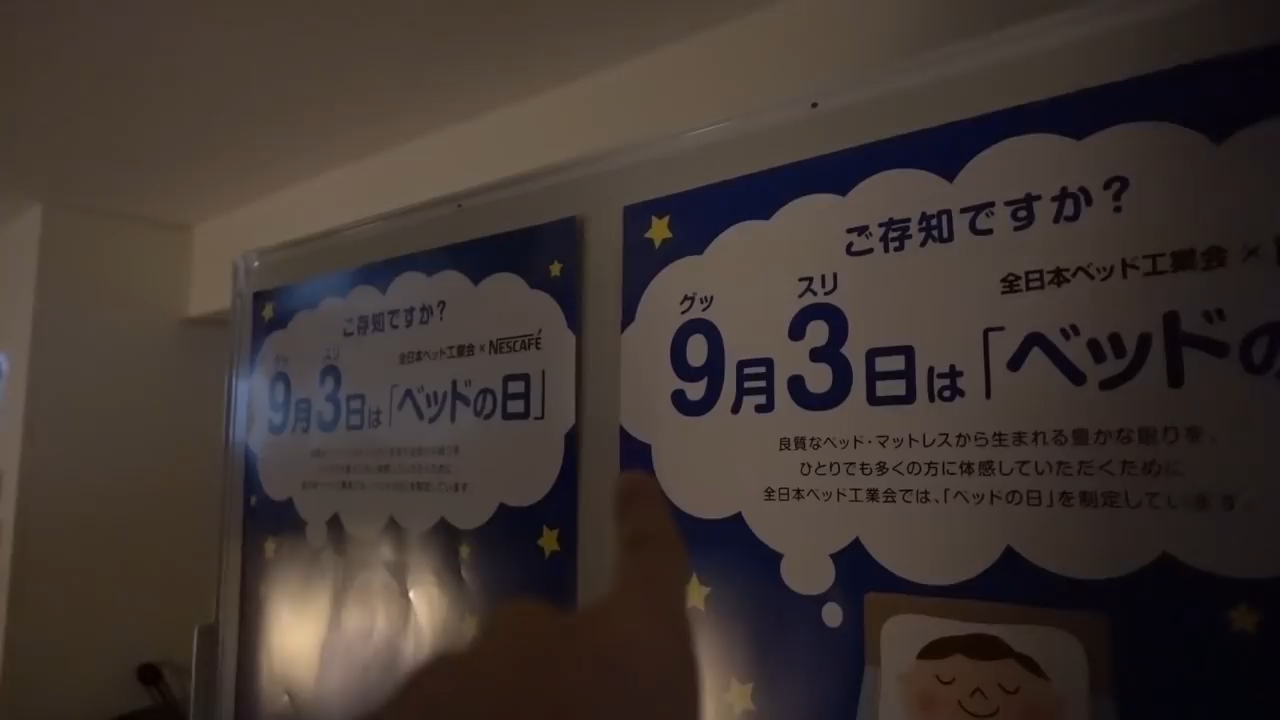 ご存知ですか?
全日本ベッド工業会 × NESCAFÉ
グッ スリ
9月3日は「ベッドの日」
ご存知ですか?
全日本ベッド工業会 ×
グッ スリ
9月3日は「ベッドの
良質なベッド・マットレスから生まれる豊かな眠りを、
ひとりでも多くの方に体感していただくために
全日本ベッド工業会では、「ベッドの日」を制定しています。